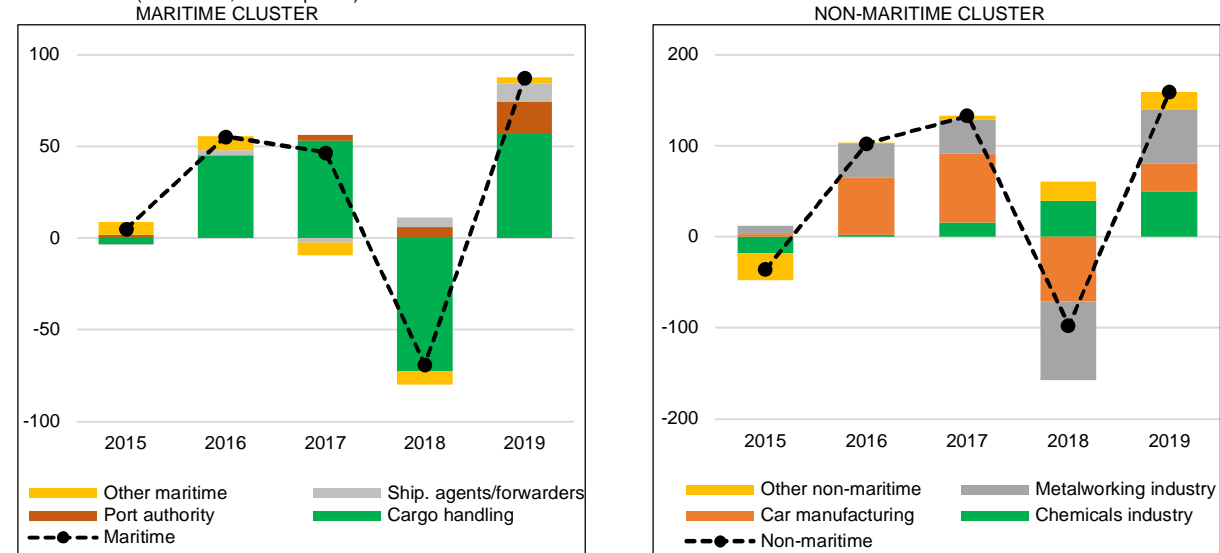 MARITIME CLUSTER
100
50
0
-50
-100
2015 2016 2017 2018 2019
Other maritime Ship. agents/forwarders
Port authority Cargo handling
Maritime
NON-MARITIME CLUSTER
200
100
0
-100
-200
2015 2016 2017 2018 2019
Other non-maritime Metalworking industry
Car manufacturing Chemicals industry
Non-maritime